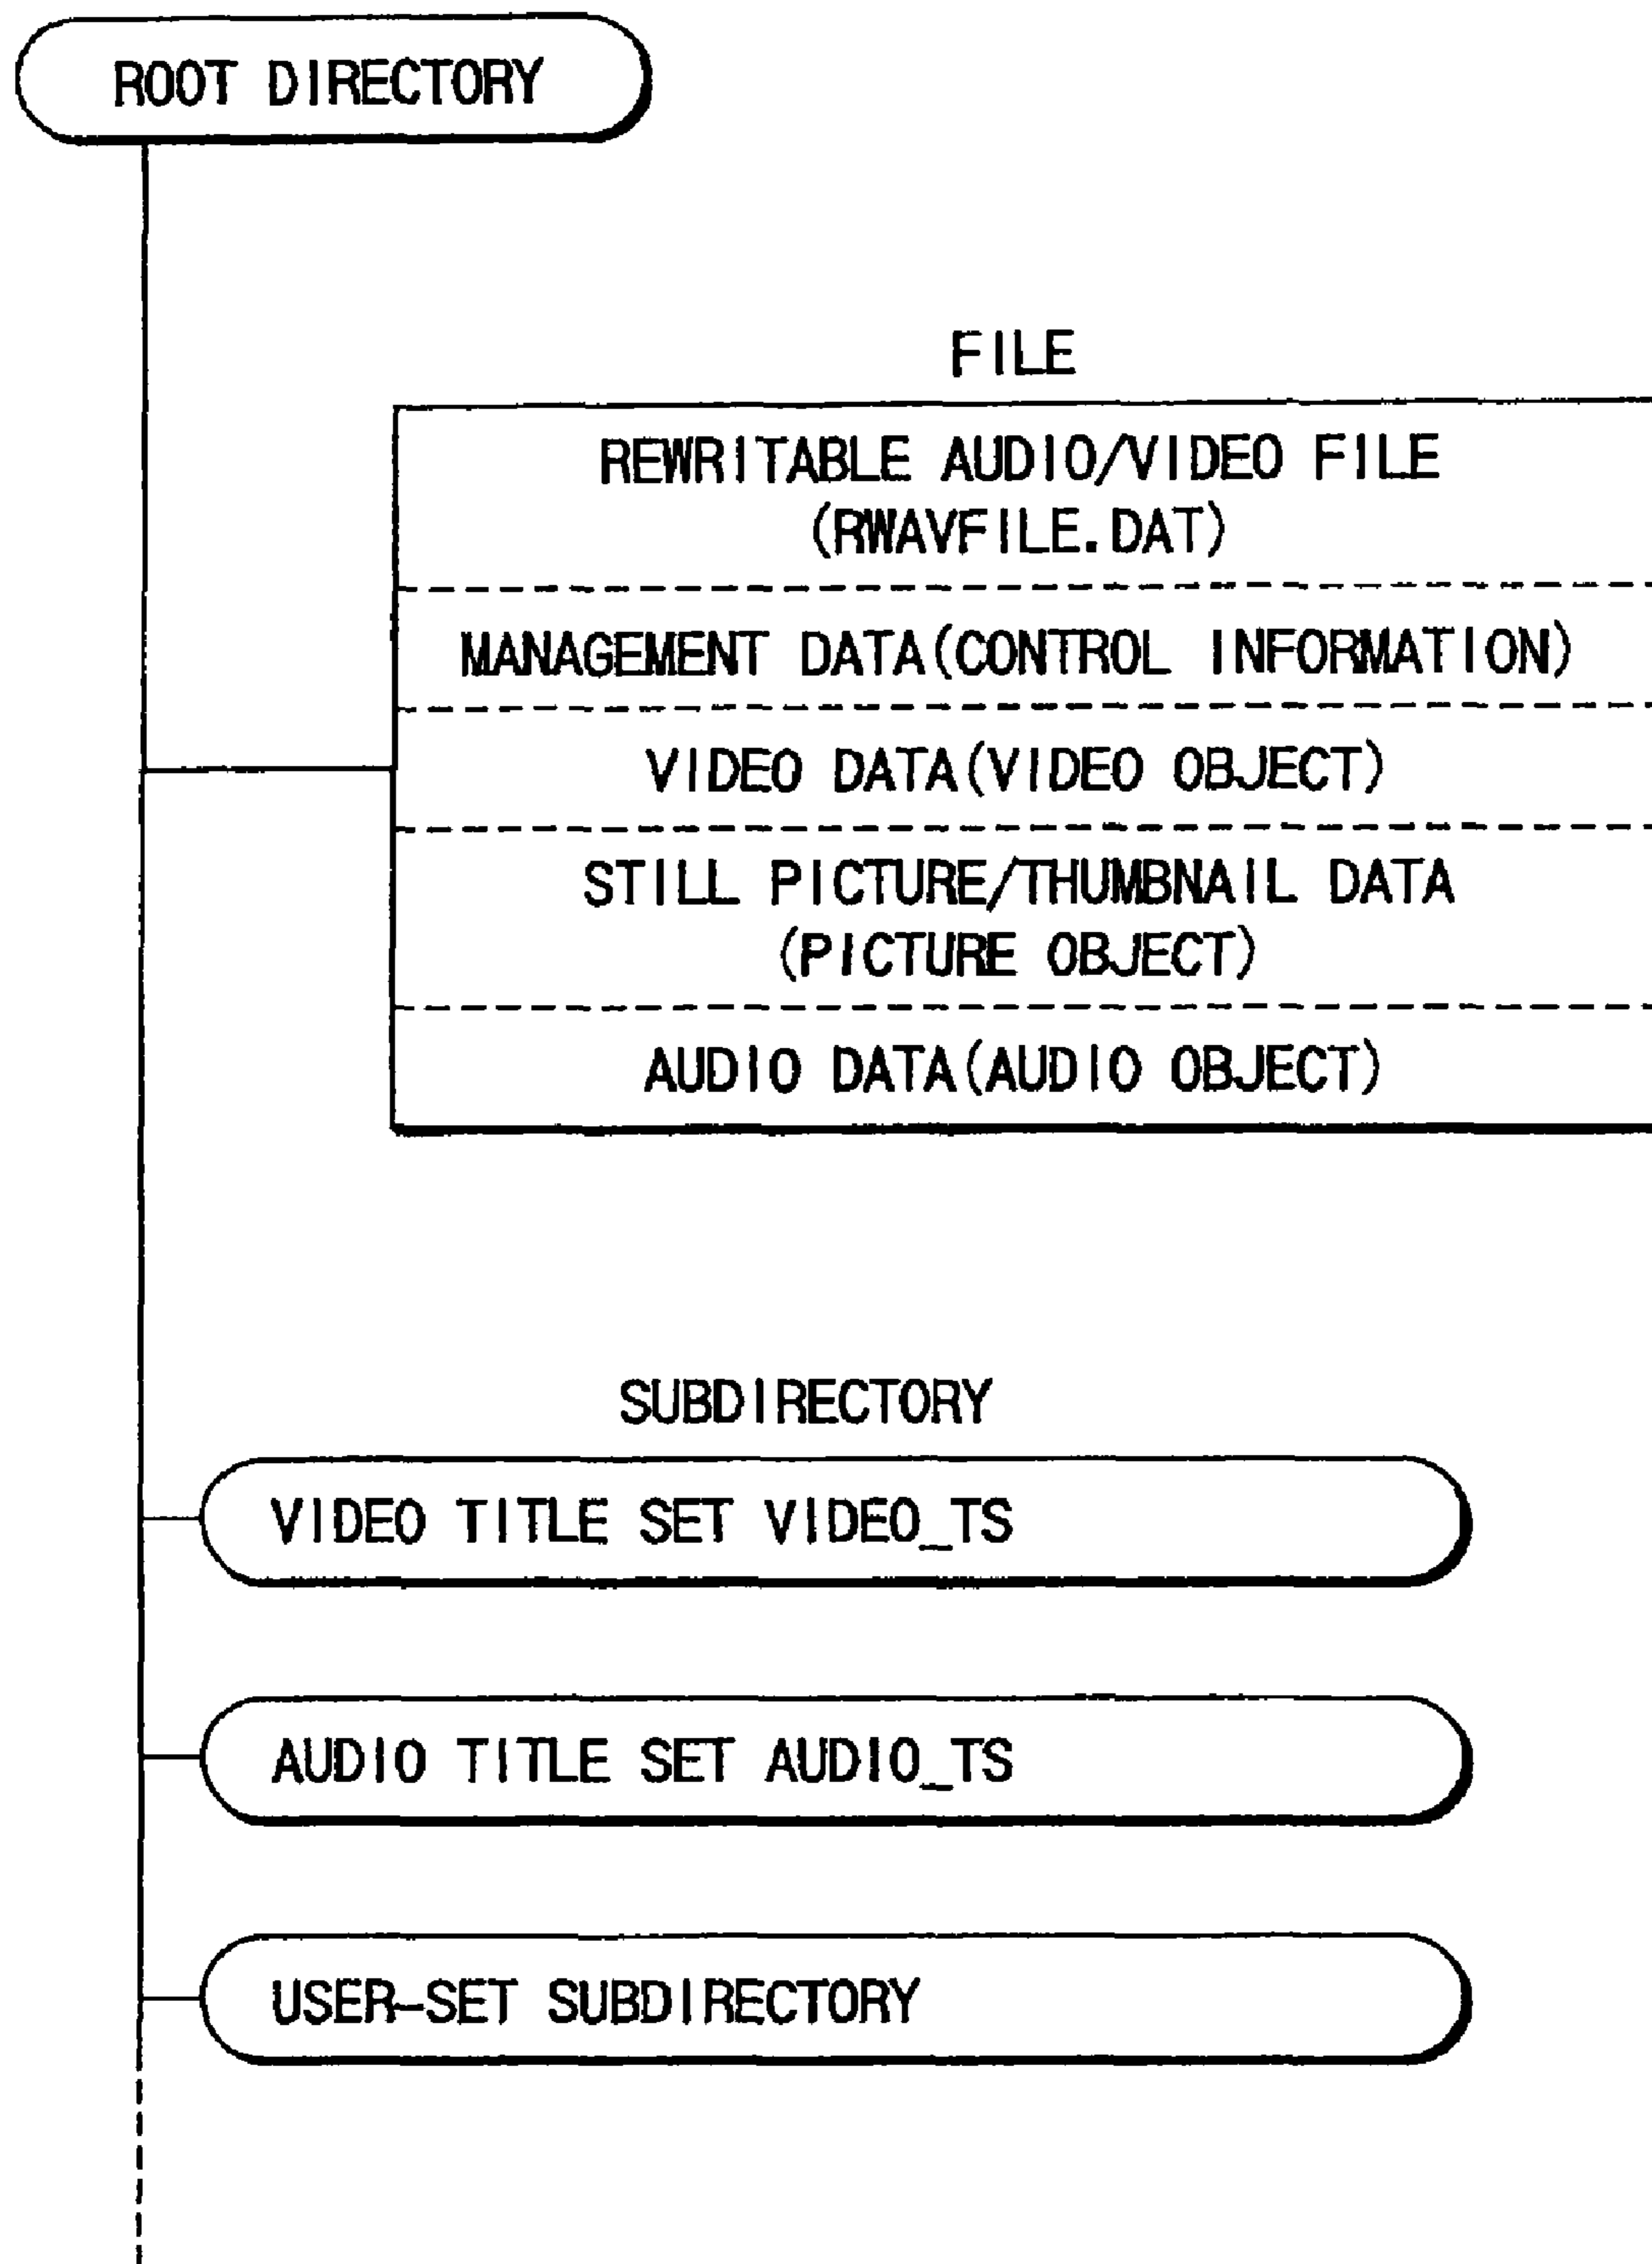 ROOT DIRECTORY
FILE
REWRITABLE AUDIO/VIDEO FILE
(RWAVFILE.DAT)
MANAGEMENT DATA(CONTROL INFORMATION)
VIDEO DATA(VIDEO OBJECT)
STILL PICTURE/THUMBNAIL DATA
(PICTURE OBJECT)
AUDIO DATA(AUDIO OBJECT)
SUBDIRECTORY
VIDEO TITLE SET VIDEO_TS
AUDIO TITLE SET AUDIO_TS
USER-SET SUBDIRECTORY